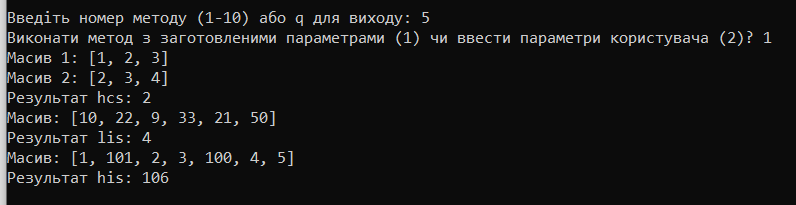 Введіть номер методу (1-10) або q для виходу: 5
Виконати метод з заготовленими параметрами (1) чи ввести параметри користувача (2)? 1
Масив 1: [1, 2, 3]
Масив 2: [2, 3, 4]
Результат hcs: 2
Масив: [10, 22, 9, 33, 21, 50]
Результат lis: 4
Масив: [1, 101, 2, 3, 100, 4, 5]
Результат his: 106